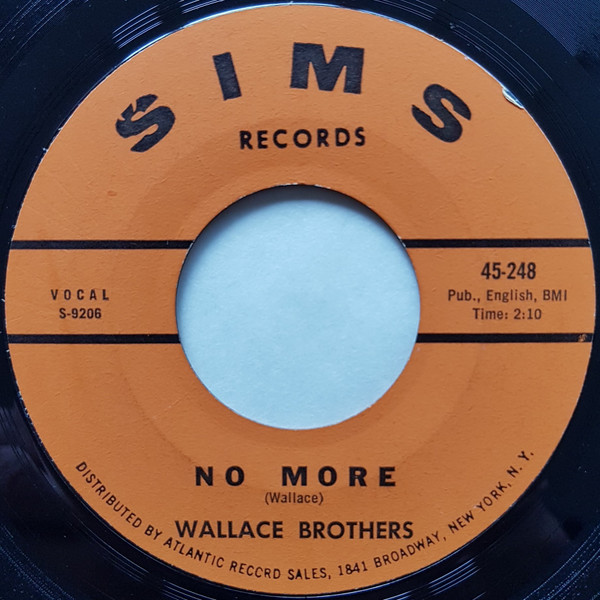 SIMS
RECORDS
VOCAL
S-9206
45-248
Pub., English, BMI
Time: 2:10
NO MORE
(Wallace)
WALLACE BROTHERS
DISTRIBUTED BY ATLANTIC RECORD SALES, 1841 BROADWAY, NEW YORK, N. Y.